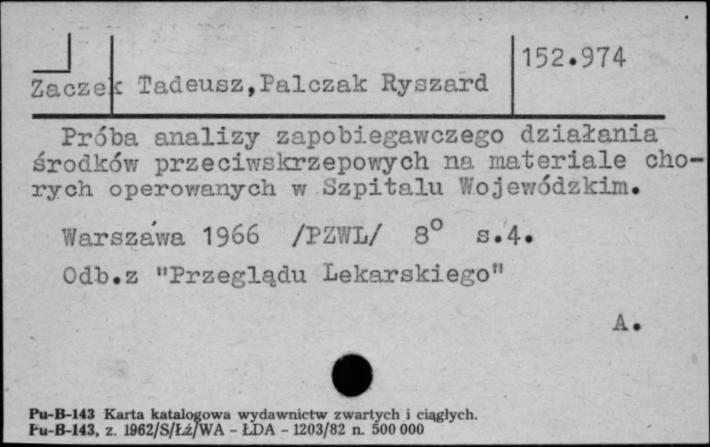 152.974
Zaczek Tadeusz,Palczak Ryszard
Próba analizy zapobiegawczego działania
środków przeciwskrzepowych na materiale cho-
rych operowanych w Szpitalu Wojewódzkim.
Warszawa 1966 /PZWL/ 8° s.4.
Odb.z "Przeglądu Lekarskiego"
A.
Pu-B-143 Karta katalogowa wydawnictw zwartych i ciągłych.
Pu-B-143, z. 1962/S/Łż/WA - ŁDA - 1203/82 n. 500 000